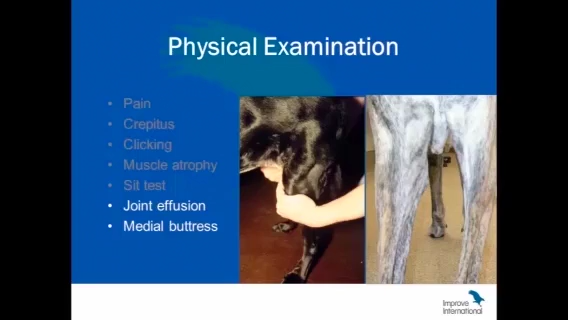 Physical Examination
• Pain
• Crepitus
• Clicking
• Muscle atrophy
• Sit test
• Joint effusion
• Medial buttress
Improve
International